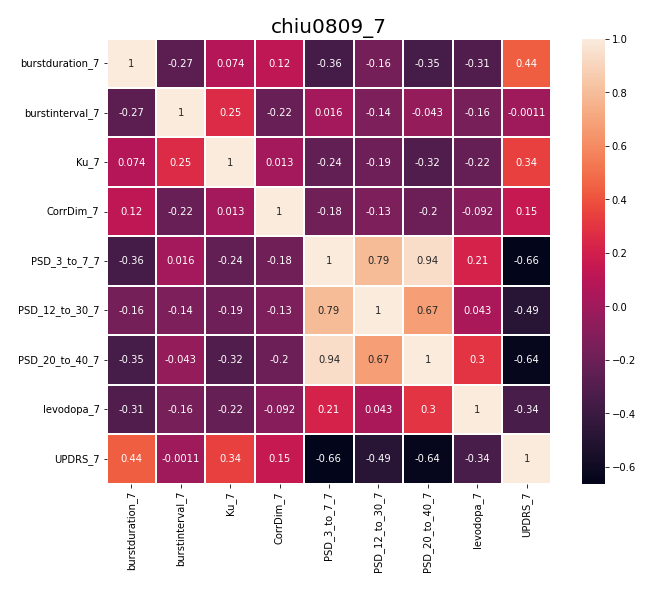 chiu0809_7
burstduration_7 1 -0.27 0.074 0.12 -0.36 -0.16 -0.35 -0.31 0.44
burstinterval_7 -0.27 1 0.25 -0.22 0.016 -0.14 -0.043 -0.16 -0.0011
Ku_7 0.074 0.25 1 0.013 -0.24 -0.19 -0.32 -0.22 0.34
CorrDim_7 0.12 -0.22 0.013 1 -0.18 -0.13 -0.2 -0.092 0.15
PSD_3_to_7_7 -0.36 0.016 -0.24 -0.18 1 0.79 0.94 0.21 -0.66
PSD_12_to_30_7 -0.16 -0.14 -0.19 -0.13 0.79 1 0.67 0.043 -0.49
PSD_20_to_40_7 -0.35 -0.043 -0.32 -0.2 0.94 0.67 1 0.3 -0.64
levodopa_7 -0.31 -0.16 -0.22 -0.092 0.21 0.043 0.3 1 -0.34
UPDRS_7 0.44 -0.0011 0.34 0.15 -0.66 -0.49 -0.64 -0.34 1
burstduration_7
burstinterval_7
Ku_7
CorrDim_7
PSD_3_to_7_7
PSD_12_to_30_7
PSD_20_to_40_7
levodopa_7
UPDRS_7
1.0
0.8
0.6
0.4
0.2
0.0
−0.2
−0.4
−0.6